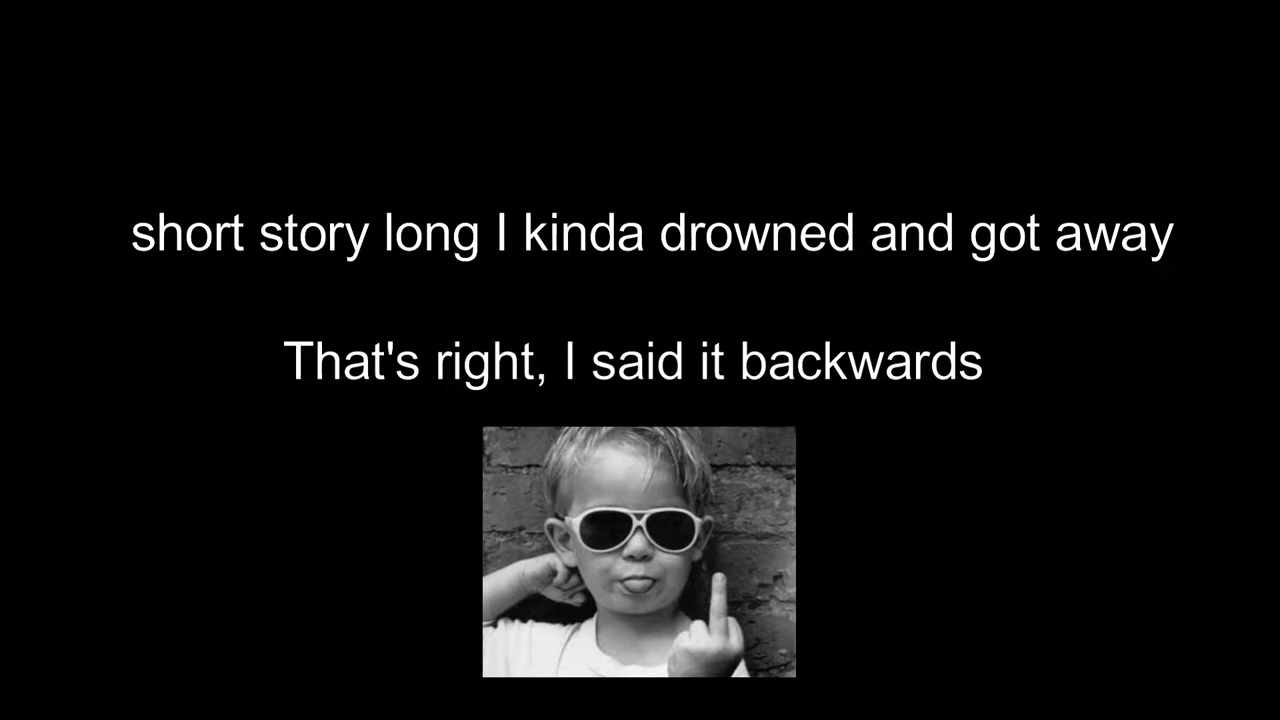 short story long I kinda drowned and got away
That's right, I said it backwards